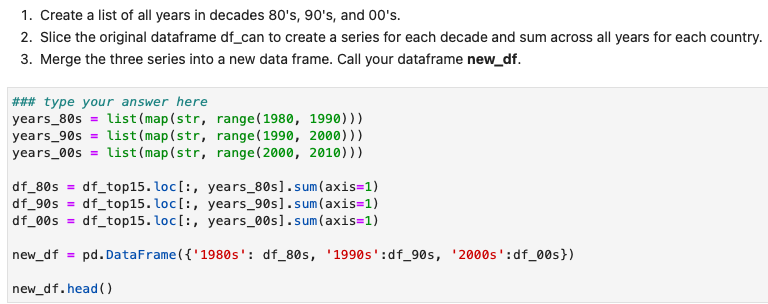 1. Create a list of all years in decades 80's, 90's, and 00's.
2. Slice the original dataframe df_can to create a series for each decade and sum across all years for each country.
3. Merge the three series into a new data frame. Call your dataframe new_df.
### type your answer here
years_80s = list(map(str, range(1980, 1990)))
years_90s = list(map(str, range(1990, 2000)))
years_00s = list(map(str, range(2000, 2010)))
df_80s = df_top15.loc[:, years_80s].sum(axis=1)
df_90s = df_top15.loc[:, years_90s].sum(axis=1)
df_00s = df_top15.loc[:, years_00s].sum(axis=1)
new_df = pd.DataFrame({'1980s': df_80s, '1990s':df_90s, '2000s':df_00s})
new_df.head()